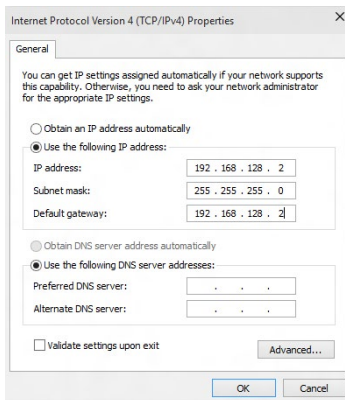 Internet Protocol Version 4 (TCP/IPv4) Properties
General
You can get IP settings assigned automatically if your network supports
this capability. Otherwise, you need to ask your network administrator
for the appropriate IP settings.
Obtain an IP address automatically
Use the following IP address:
IP address: 192 . 168 . 128 . 2
Subnet mask: 255 . 255 . 255 . 0
Default gateway: 192 . 168 . 128 . 2
Obtain DNS server address automatically
Use the following DNS server addresses:
Preferred DNS server: . . .
Alternate DNS server: . . .
Validate settings upon exit
Advanced...
OK Cancel